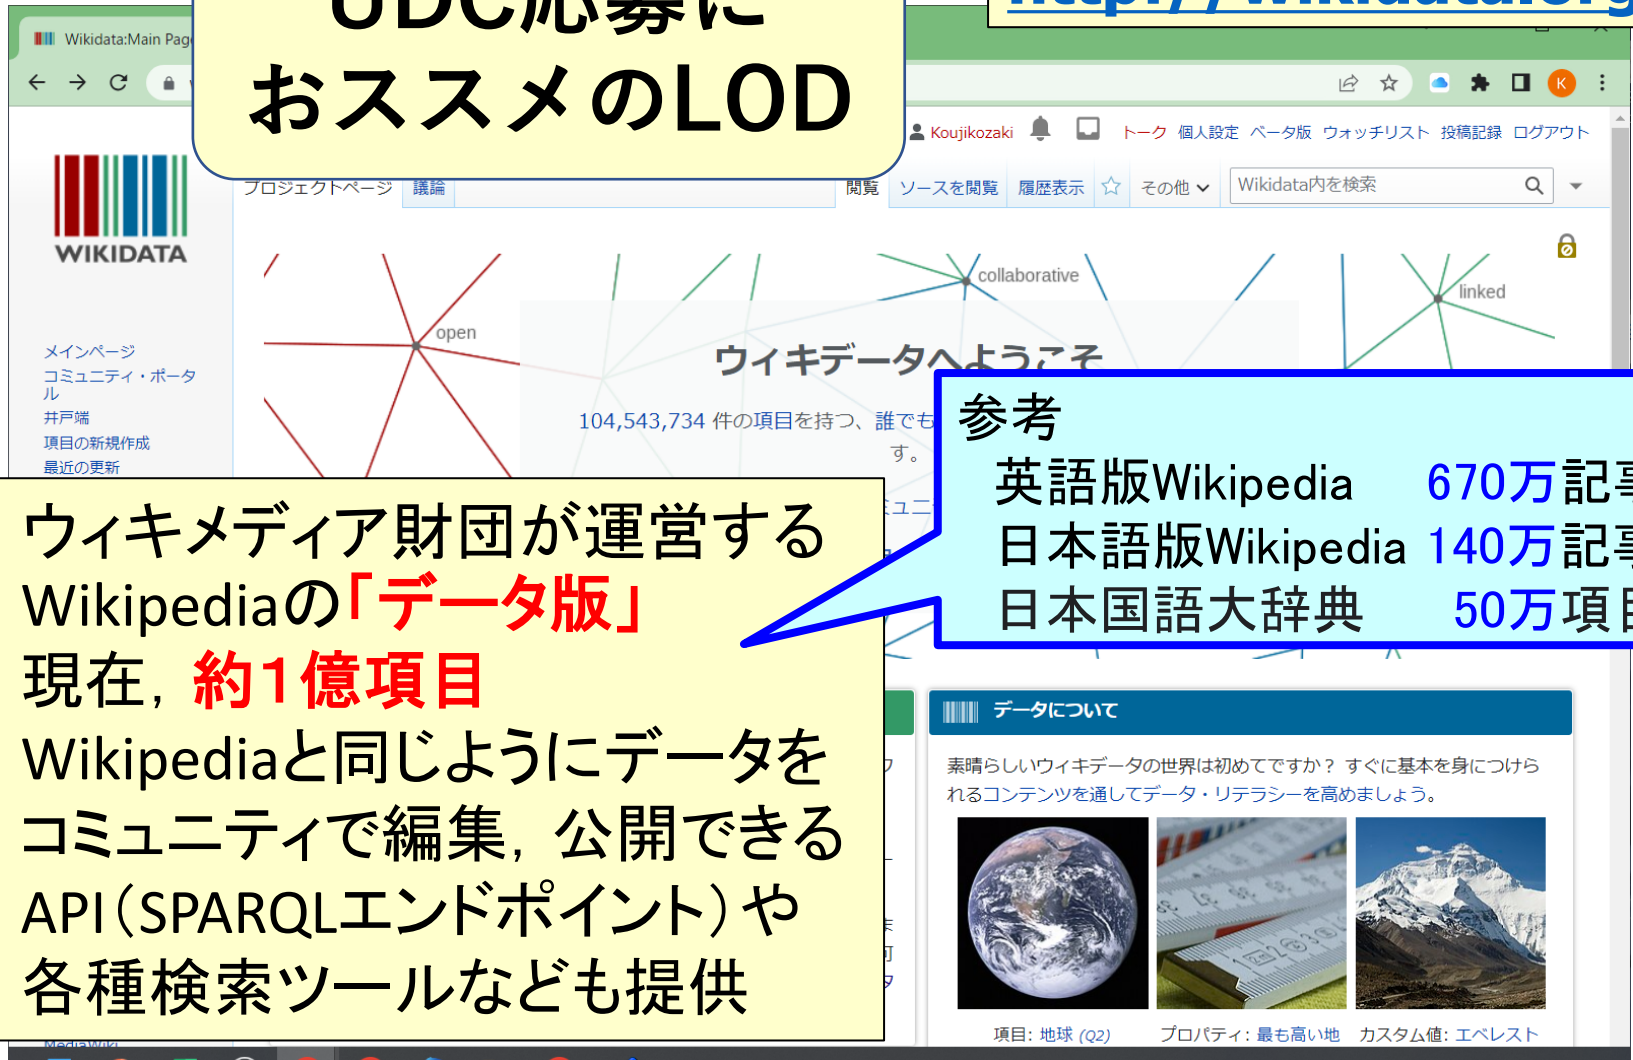 UDC応募に
おススメのLOD
http://wikidata.org
Wikidata:Main Pag
K
Koujikozaki トーク 個人設定 ベータ版 ウォッチリスト 投稿記録 ログアウト
プロジェクトページ 議論 閲覧 ソースを閲覧 履歴表示 その他 Wikidata内を検索
WIKIDATA
collaborative
linked
open
メインページ
コミュニティ・ポータ
ル
井戸端
項目の新規作成
最近の更新
ウィキデータへようこそ
104,543,734 件の項目を持つ、誰でも
す。
参考
英語版Wikipedia 670万記事
日本語版Wikipedia 140万記事
日本国語大辞典 50万項目
ウィキメディア財団が運営する
Wikipediaの「データ版」
現在，約1億項目
Wikipediaと同じようにデータを
コミュニティで編集，公開できる
API（SPARQLエンドポイント）や
各種検索ツールなども提供
データについて
素晴らしいウィキデータの世界は初めてですか？ すぐに基本を身につけら
れるコンテンツを通してデータ・リテラシーを高めましょう。
項目: 地球 (Q2) プロパティ: 最も高い地 カスタム値: エベレスト
MediaWiki